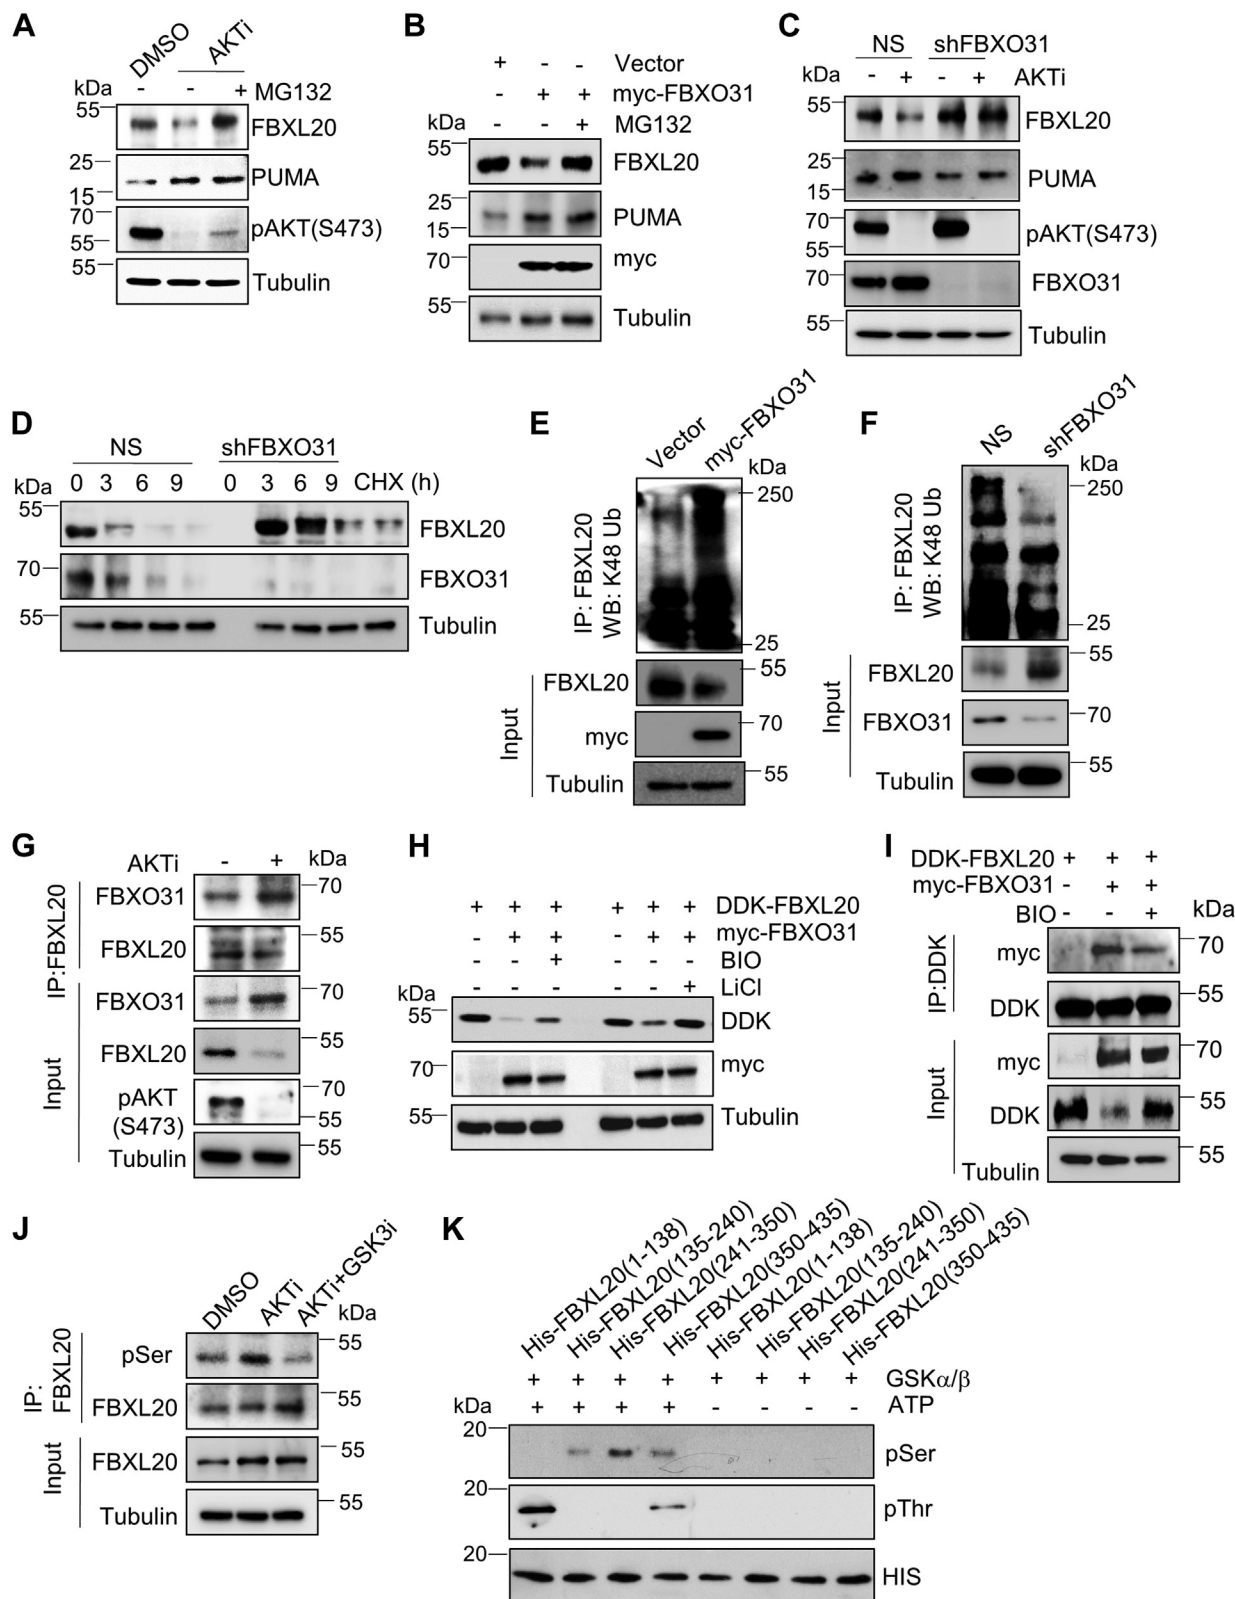 A
DMSO
AKTi
kDa - - + MG132
55
FBXL20
25
PUMA
15
70
pAKT(S473)
55
55
Tubulin
B
+ - - Vector
- + + myc-FBXO31
kDa - - + MG132
55
FBXL20
25
PUMA
15
70
myc
55
Tubulin
C
NS shFBXO31
kDa - + - + AKTi
55
FBXL20
25
PUMA
15
70
pAKT(S473)
55
70
FBXO31
55
Tubulin
D
NS shFBXO31
kDa 0 3 6 9 0 3 6 9 CHX (h)
55
FBXL20
70
FBXO31
55
Tubulin
E
Vector
myc-FBXO31
kDa
250
IP: FBXL20
WB: K48 Ub
25
Input
FBXL20 55
myc 70
Tubulin 55
F
NS
shFBXO31
kDa
250
IP: FBXL20
WB: K48 Ub
25
Input
FBXL20 55
FBXO31 70
Tubulin 55
G
AKTi - + kDa
IP:FBXL20
FBXO31 70
FBXL20 55
Input
FBXO31 70
FBXL20 55
pAKT 70
(S473) 55
Tubulin 55
H
+ + + + + + DDK-FBXL20
- + + - + + myc-FBXO31
- - + - - - BIO
kDa - - - - - + LiCl
55
DDK
70
myc
55
Tubulin
I
DDK-FBXL20 + + +
myc-FBXO31 - + +
BIO - - + kDa
IP:DDK
myc 70
DDK 55
Input
myc 70
DDK 55
Tubulin 55
J
DMSO
AKTi
AKTi+GSK3i
kDa
IP:
FBXL20
pSer 55
FBXL20 55
Input
FBXL20 55
Tubulin 55
K
His-FBXL20(1-138)
His-FBXL20(135-240)
His-FBXL20(241-350)
His-FBXL20(350-435)
His-FBXL20(1-138)
His-FBXL20(135-240)
His-FBXL20(241-350)
His-FBXL20(350-435)
+ + + + + + + + GSKα/β
kDa + + + + - - - - ATP
20
pSer
20
pThr
20
HIS